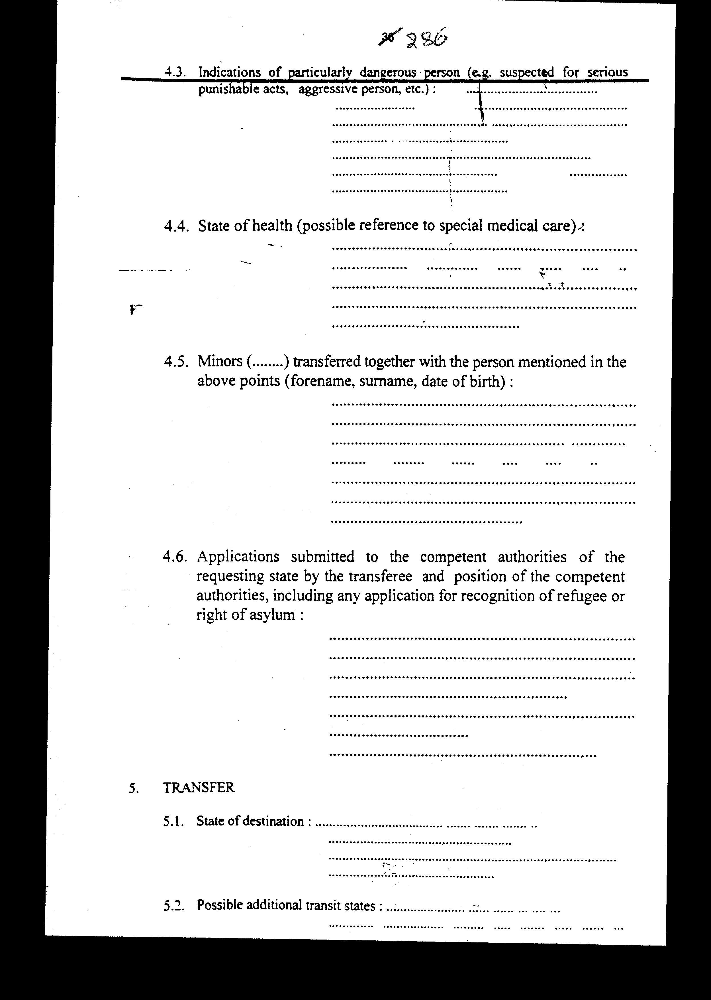 36 286
4.3. Indications of particularly dangerous person (e.g. suspected for serious
punishable acts, aggressive person, etc.) : ......................................
...................... ............................................
............................................ ......................................
................ .............................
..........................................................................
............................................... ................
..................................................
4.4. State of health (possible reference to special medical care) :
................................................................................
.................... .............. ...... ...... .... ..
................................................................................
F ................................................................................
.................................................
4.5. Minors (........) transferred together with the person mentioned in the
above points (forename, surname, date of birth) :
................................................................................
................................................................................
............................................................. ..............
......... ........ ...... .... .... ..
................................................................................
................................................................................
..................................................
4.6. Applications submitted to the competent authorities of the
requesting state by the transferee and position of the competent
authorities, including any application for recognition of refugee or
right of asylum :
................................................................................
................................................................................
................................................................................
..............................................................
................................................................................
....................................
......................................................................
5. TRANSFER
5.1. State of destination : ..................................... ....... ....... ....... ..
....................................................
..................................................................................
...............................................
5.2. Possible additional transit states : ...................... ...... ...... ... .... ...
............. ................. ......... ..... ....... ..... ...... ...